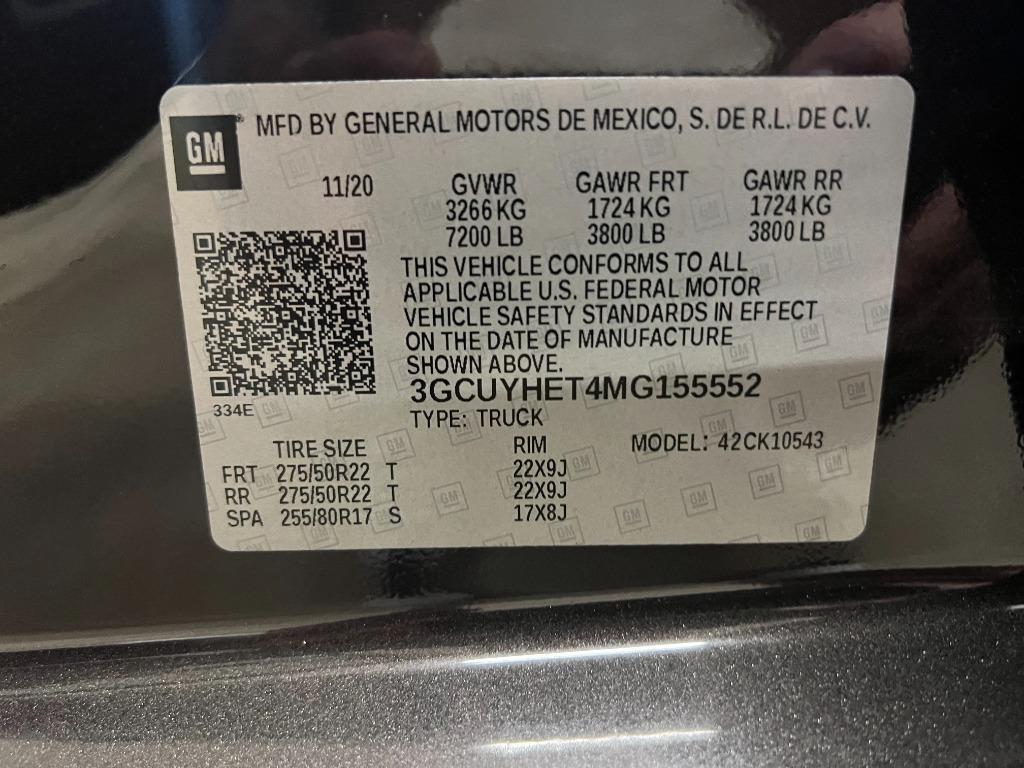 GM® MFD BY GENERAL MOTORS DE MEXICO, S. DE R.L. DE C.V.
11/20 GVWR GAWR FRT GAWR RR
3266 KG 1724 KG 1724 KG
7200 LB 3800 LB 3800 LB
THIS VEHICLE CONFORMS TO ALL
APPLICABLE U.S. FEDERAL MOTOR
VEHICLE SAFETY STANDARDS IN EFFECT
ON THE DATE OF MANUFACTURE
SHOWN ABOVE.
3GCUYHET4MG155552
334E
TYPE: TRUCK
TIRE SIZE RIM MODEL: 42CK10543
FRT 275/50R22 T 22X9J
RR 275/50R22 T 22X9J
SPA 255/80R17 S 17X8J